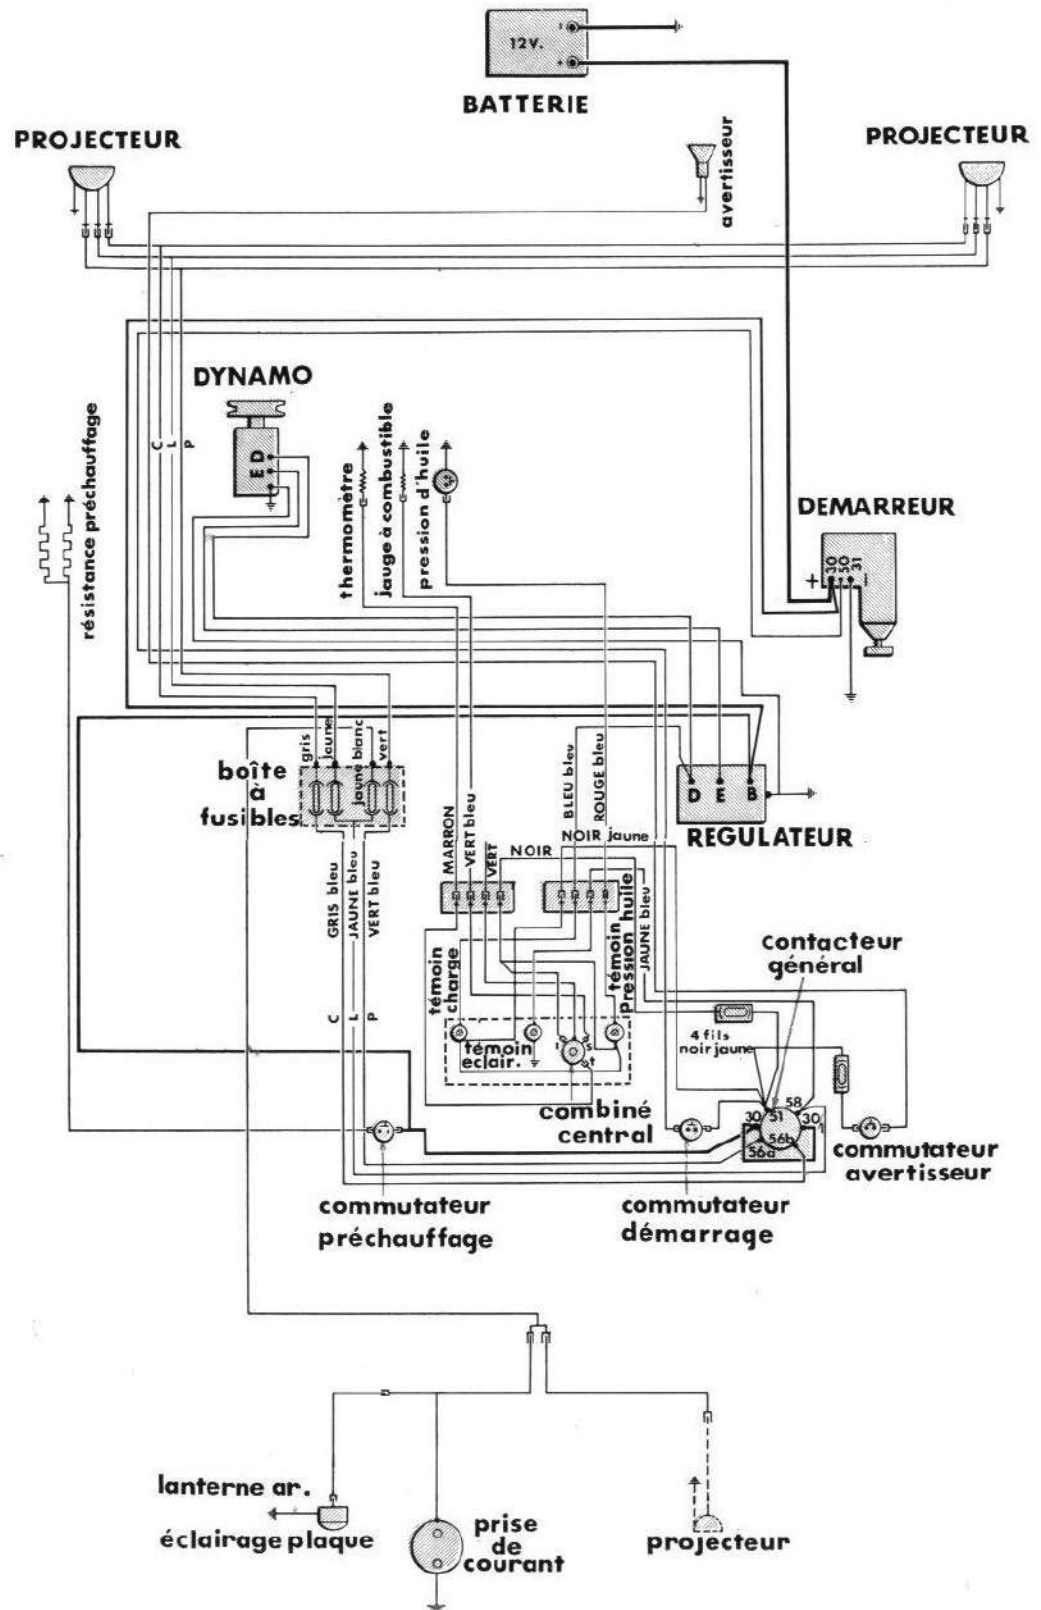 12V.
-
+
BATTERIE
PROJECTEUR
PROJECTEUR
avertisseur
DYNAMO
E D
C
L
P
résistance préchauffage
thermomètre
jauge à combustible
pression d'huile
DEMARREUR
+
30
50
31
-
gris
jaune
jaune blanc
vert
boîte
à
fusibles
BLEU bleu
ROUGE bleu
D E B
REGULATEUR
MARRON
VERT bleu
VERT
NOIR
NOIR jaune
GRIS bleu
JAUNE bleu
VERT bleu
témoin
charge
témoin
Pression huile
JAUNE bleu
contacteur
général
C
L
P
témoin
eclair.
s
t
4 fils
noir jaune
combiné
central
58
30
51
30
56b
56a
commutateur
avertisseur
commutateur
préchauffage
commutateur
démarrage
lanterne ar.
éclairage plaque
prise
de
courant
projecteur